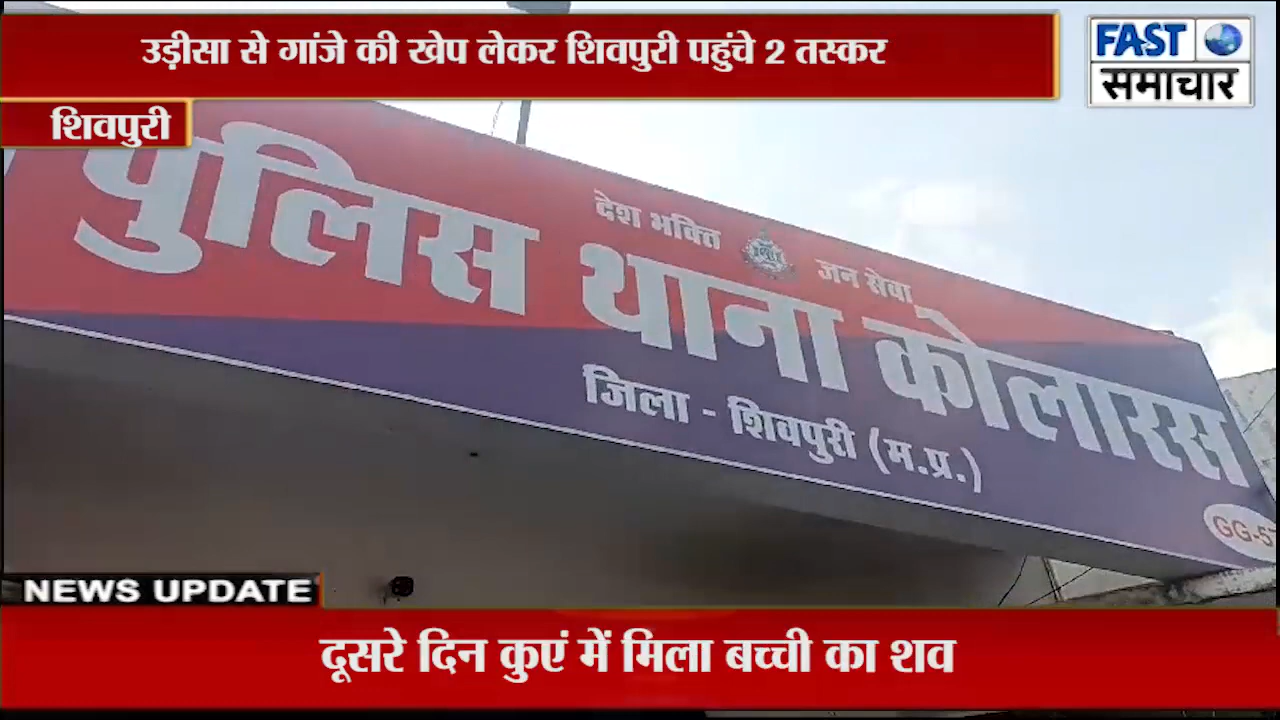 उड़ीसा से गांजे की खेप लेकर शिवपुरी पहुंचे 2 तस्कर
FAST
समाचार
शिवपुरी
देश भक्ति जन सेवा
पुलिस थाना कोलारस
जिला - शिवपुरी (म.प्र.)
NEWS UPDATE
दूसरे दिन कुएं में मिला बच्ची का शव